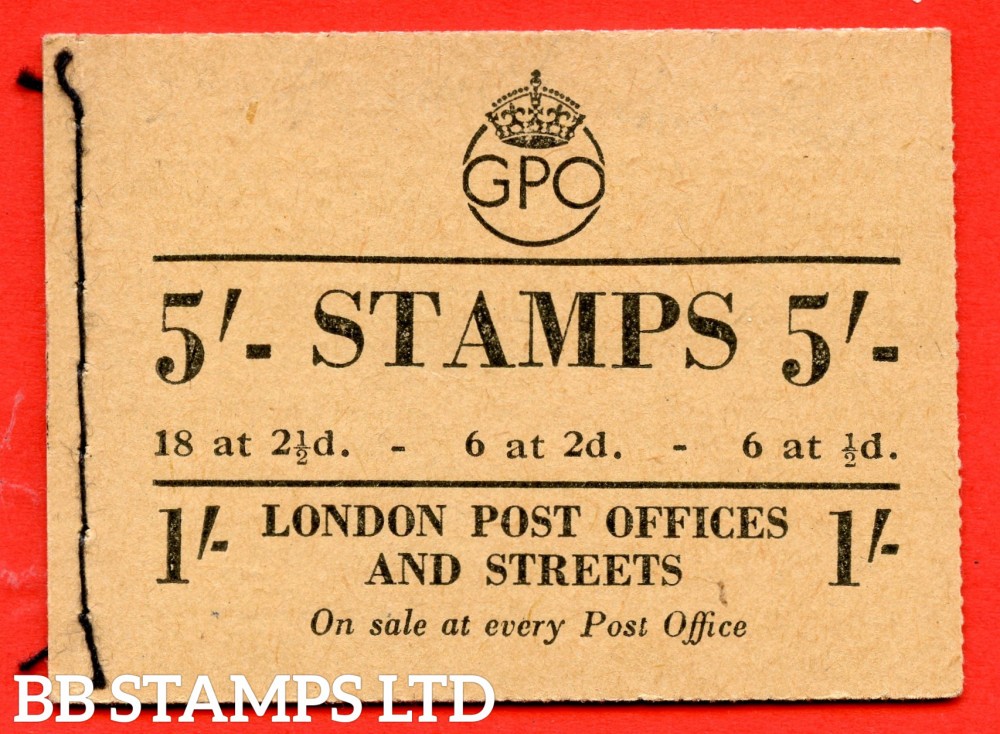 GPO
5/- STAMPS 5/-
18 at 2½d. - 6 at 2d. - 6 at ½d.
1/- LONDON POST OFFICES 1/-
AND STREETS
On sale at every Post Office
BB STAMPS LTD